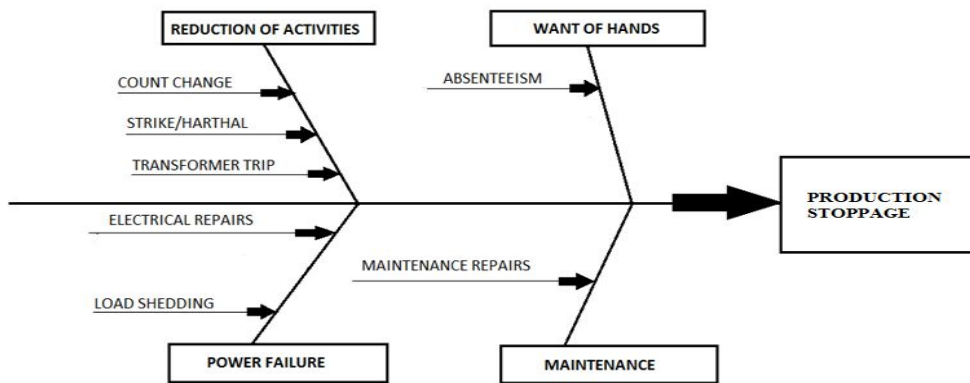 REDUCTION OF ACTIVITIES
WANT OF HANDS
COUNT CHANGE
ABSENTEEISM
STRIKE/HARTHAL
TRANSFORMER TRIP
PRODUCTION
STOPPAGE
ELECTRICAL REPAIRS
MAINTENANCE REPAIRS
LOAD SHEDDING
POWER FAILURE
MAINTENANCE